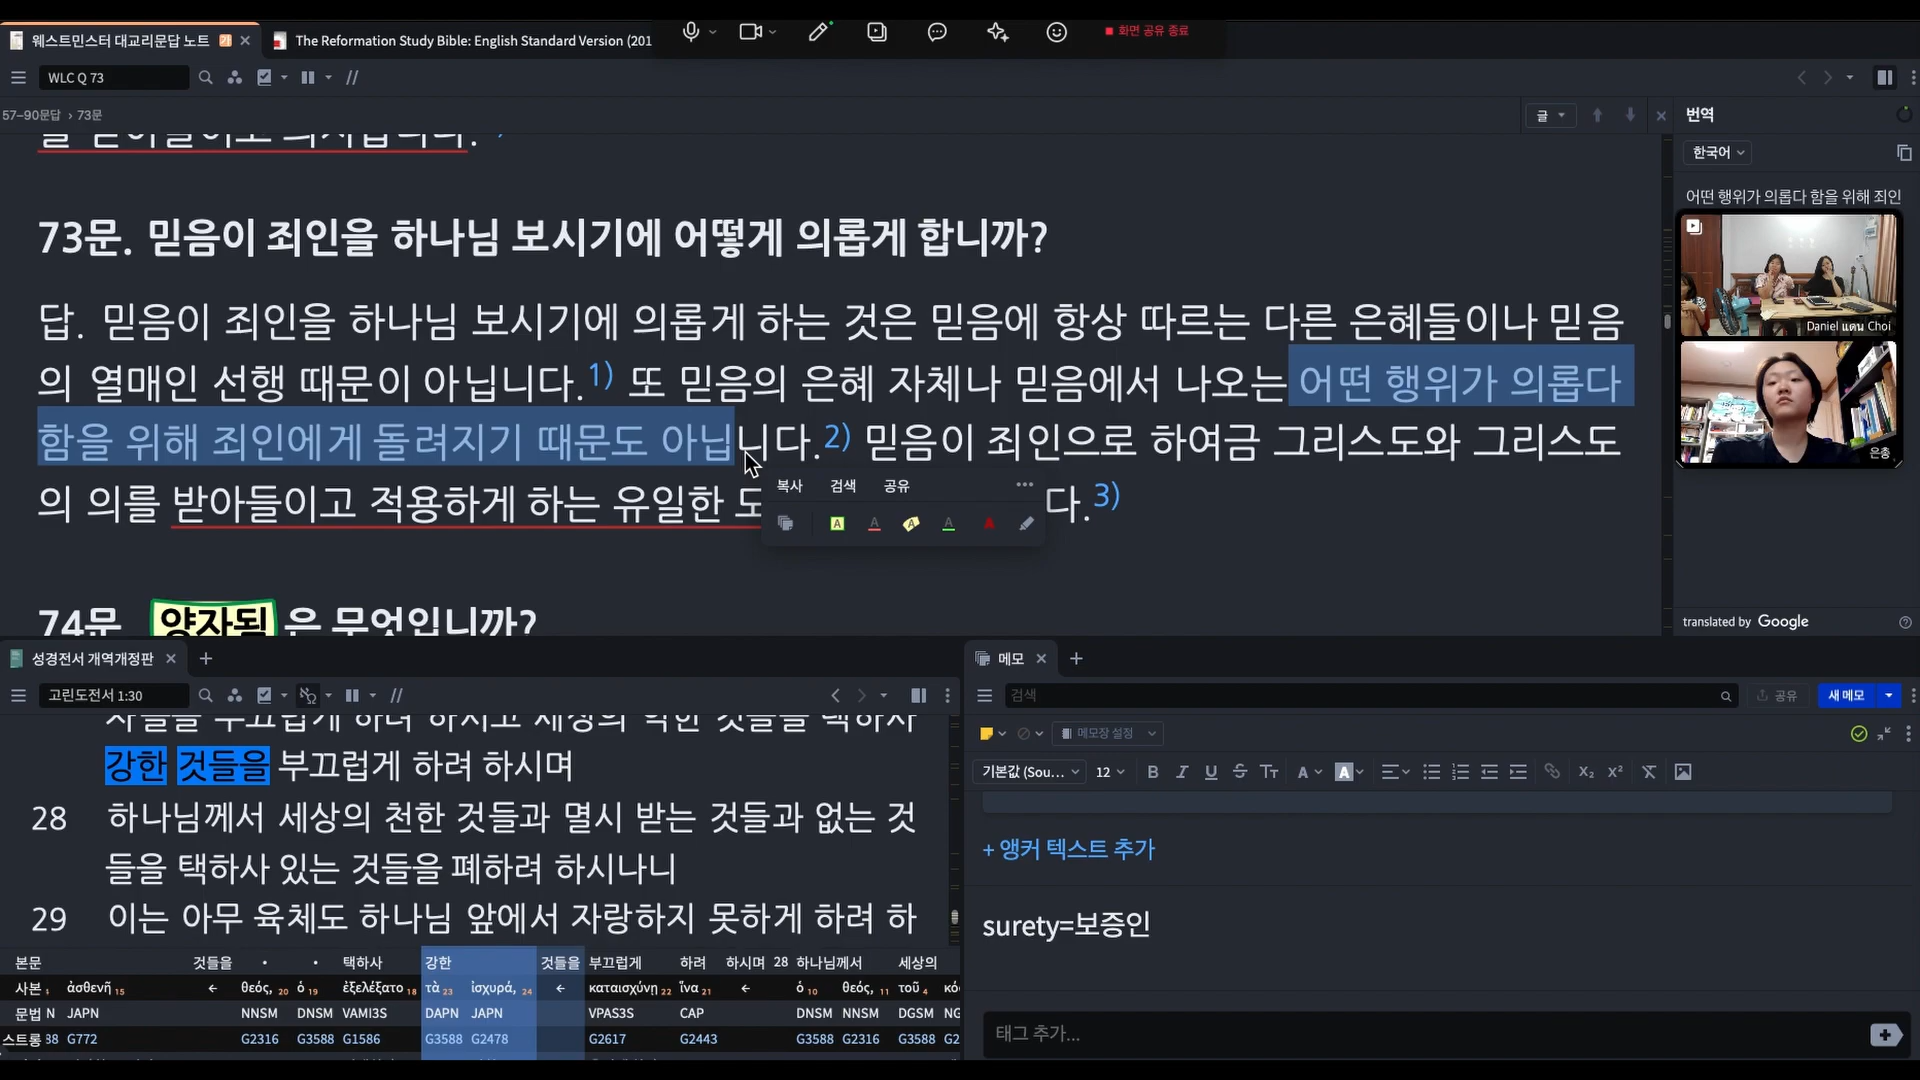 웨스트민스터 대교리문답 노트
The Reformation Study Bible: English Standard Version (201
화면 공유 종료
WLC Q 73
57–90문답 › 73문
글
번역
한국어
어떤 행위가 의롭다 함을 위해 죄인
73문. 믿음이 죄인을 하나님 보시기에 어떻게 의롭게 합니까?
답. 믿음이 죄인을 하나님 보시기에 의롭게 하는 것은 믿음에 항상 따르는 다른 은혜들이나 믿음
의 열매인 선행 때문이 아닙니다.1) 또 믿음의 은혜 자체나 믿음에서 나오는 어떤 행위가 의롭다
함을 위해 죄인에게 돌려지기 때문도 아닙니다.2) 믿음이 죄인으로 하여금 그리스도와 그리스도
의 의를 받아들이고 적용하게 하는 유일한 다.3)
복사 검색 공유
74문 양자됨은 무엇입니까?
Daniel แดน Choi
은총
translated by Google
성경전서 개역개정판
고린도전서 1:30
강한 것들을 부끄럽게 하려 하시며
28 하나님께서 세상의 천한 것들과 멸시 받는 것들과 없는 것
들을 택하사 있는 것들을 폐하려 하시나니
29 이는 아무 육체도 하나님 앞에서 자랑하지 못하게 하려 하
본문 것들을 • • 택하사 강한 것들을 부끄럽게 하려 하시며 28 하나님께서 세상의
사본 ἀσθενῆ 15 ← θεός, 20 ὁ 19 ἐξελέξατο 18 τὰ 23 ἰσχυρά, 24 ← καταισχύνῃ 22 ἵνα 21 ← ὁ 10 θεός, 11 τοῦ 4 κό
문법 N JAPN NNSM DNSM VAMI3S DAPN JAPN VPAS3S CAP DNSM NNSM DGSM NG
스트롱 38 G772 G2316 G3588 G1586 G3588 G2478 G2617 G2443 G3588 G2316 G3588 G2
메모
검색
공유
새 메모
메모장 설정
기본값 (Sou... 12
+ 앵커 텍스트 추가
surety=보증인
태그 추가...